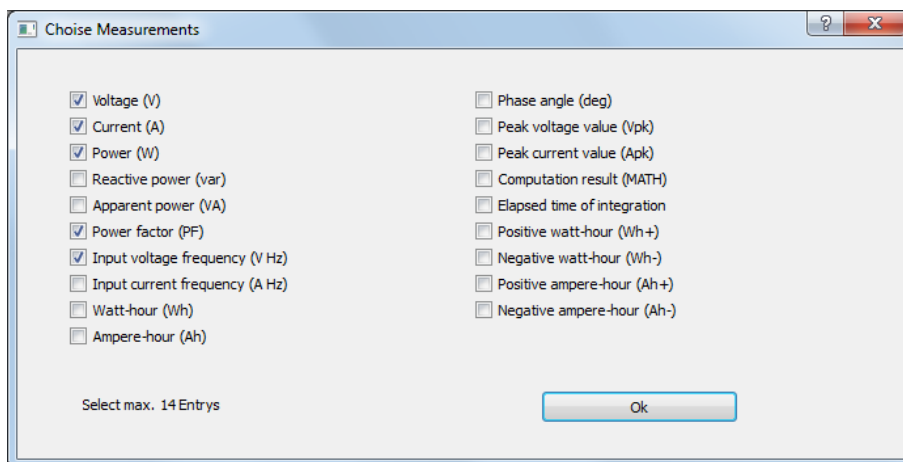 Choise Measurements
Voltage (V)
Current (A)
Power (W)
Reactive power (var)
Apparent power (VA)
Power factor (PF)
Input voltage frequency (V Hz)
Input current frequency (A Hz)
Watt-hour (Wh)
Ampere-hour (Ah)
Phase angle (deg)
Peak voltage value (Vpk)
Peak current value (Apk)
Computation result (MATH)
Elapsed time of integration
Positive watt-hour (Wh+)
Negative watt-hour (Wh-)
Positive ampere-hour (Ah+)
Negative ampere-hour (Ah-)
Select max. 14 Entrys
Ok